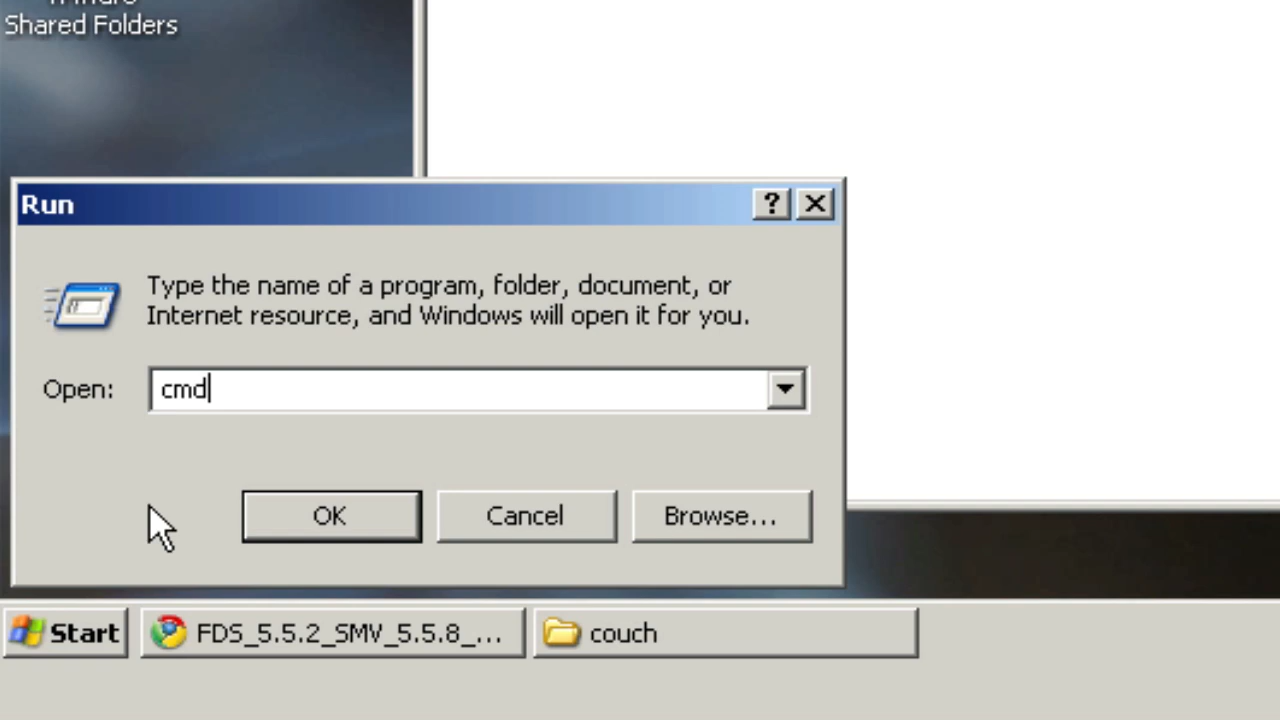 Shared Folders
Run
Type the name of a program, folder, document, or
Internet resource, and Windows will open it for you.
Open: cmd
OK Cancel Browse...
Start FDS_5.5.2_SMV_5.5.8_... couch